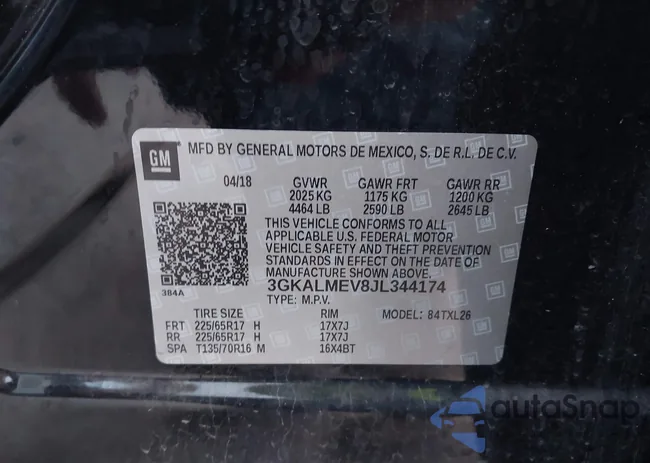 GM
MFD BY GENERAL MOTORS DE MEXICO, S. DE R.L. DE C.V.
04/18 GVWR GAWR FRT GAWR RR
2025 KG 1175 KG 1200 KG
4464 LB 2590 LB 2645 LB
THIS VEHICLE CONFORMS TO ALL
APPLICABLE U.S. FEDERAL MOTOR
VEHICLE SAFETY AND THEFT PREVENTION
STANDARDS IN EFFECT ON THE DATE OF
MANUFACTURE SHOWN ABOVE.
384A
3GKALMEV8JL344174
TYPE: M.P.V.
TIRE SIZE RIM MODEL: 84TXL26
FRT 225/65R17 H 17X7J
RR 225/65R17 H 17X7J
SPA T135/70R16 M 16X4BT
autoSnap